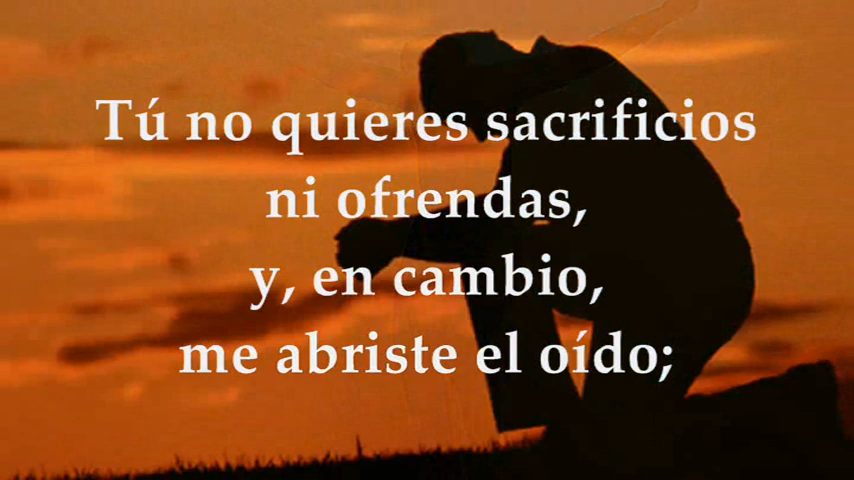 Tú no quieres sacrificios
ni ofrendas,
y, en cambio,
me abriste el oído;